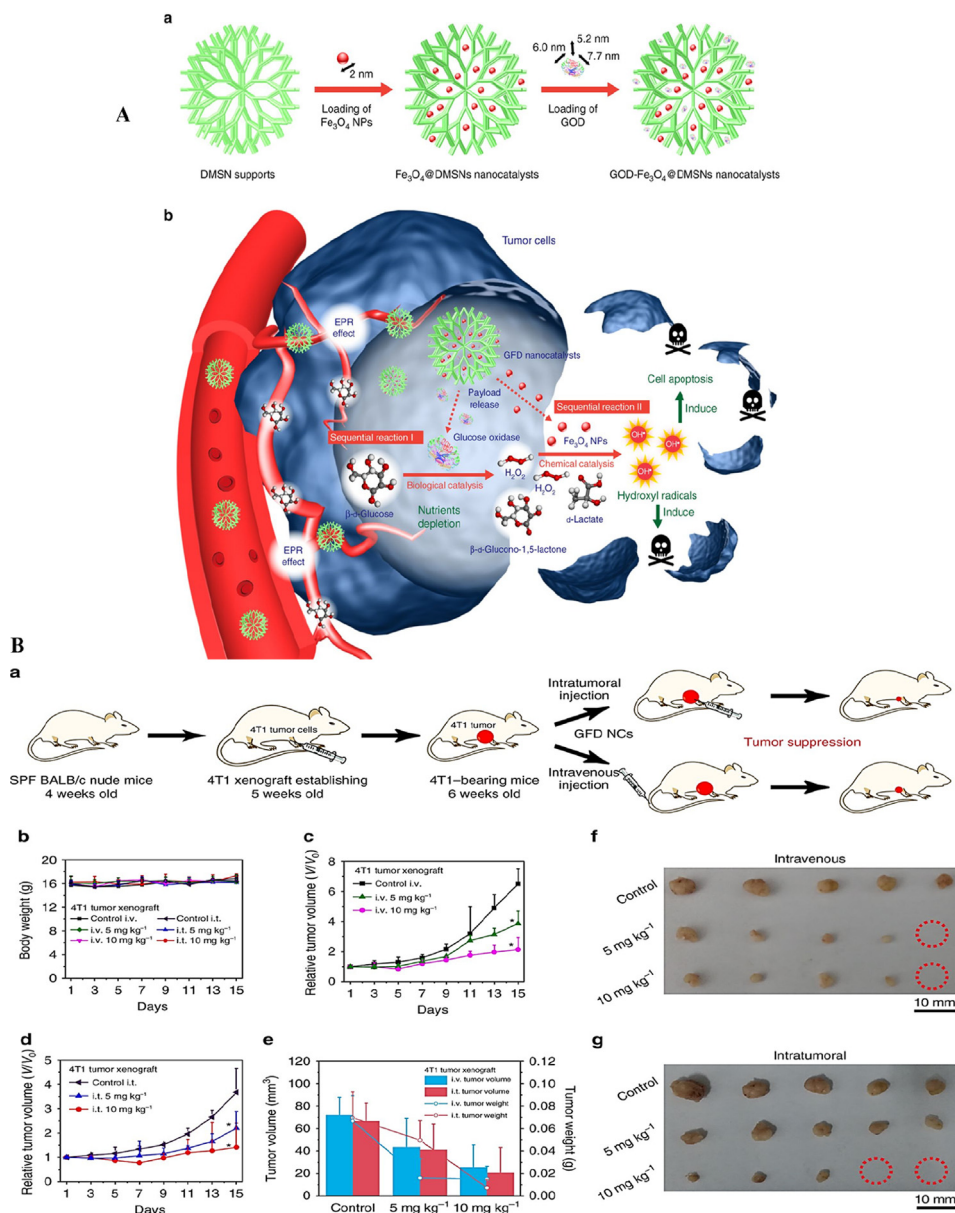 a
A
2 nm
Loading of
Fe₃O₄ NPs
6.0 nm
5.2 nm
7.7 nm
Loading of
GOD
DMSN supports
Fe₃O₄@DMSNs nanocatalysts
GOD-Fe₃O₄@DMSNs nanocatalysts
b
Tumor cells
EPR
effect
GFD nanocatalysts
Payload
release
Sequential reaction I
Glucose oxidase
Sequential reaction II
Fe₃O₄ NPs
Biological catalysis
H₂O₂
H₂O₂
Chemical catalysis
β-d-Glucose
Nutrients
depletion
d-Lactate
β-d-Glucono-1,5-lactone
OH•
OH•
OH•
Hydroxyl radicals
Cell apoptosis
Induce
Induce
EPR
effect
B
a
SPF BALB/c nude mice
4 weeks old
4T1 tumor cells
4T1 xenograft establishing
5 weeks old
4T1 tumor
4T1–bearing mice
6 weeks old
Intratumoral
injection
GFD NCs
Intravenous
injection
Tumor suppression
b
Body weight (g)
20
16
12
8
4
0
4T1 tumor xenograft
Control i.v.
Control i.t.
i.v. 5 mg kg⁻¹
i.t. 5 mg kg⁻¹
i.v. 10 mg kg⁻¹
i.t. 10 mg kg⁻¹
1 3 5 7 9 11 13 15
Days
c
Relative tumor volume (V/V₀)
8
6
4
2
0
4T1 tumor xenograft
Control i.v.
i.v. 5 mg kg⁻¹
i.v. 10 mg kg⁻¹
*
*
1 3 5 7 9 11 13 15
Days
f
Intravenous
Control
5 mg kg⁻¹
10 mg kg⁻¹
10 mm
d
Relative tumor volume (V/V₀)
5
4
3
2
1
0
4T1 tumor xenograft
Control i.t.
i.t. 5 mg kg⁻¹
i.t. 10 mg kg⁻¹
*
*
1 3 5 7 9 11 13 15
Days
e
Tumor volume (mm³)
120
100
80
60
40
20
0
4T1 tumor xenograft
i.v. tumor volume
i.t. tumor volume
i.v. tumor weight
i.t. tumor weight
0.12
0.10
0.08
0.06
0.04
0.02
0.00
Tumor weight (g)
Control 5 mg kg⁻¹ 10 mg kg⁻¹
g
Intratumoral
Control
5 mg kg⁻¹
10 mg kg⁻¹
10 mm